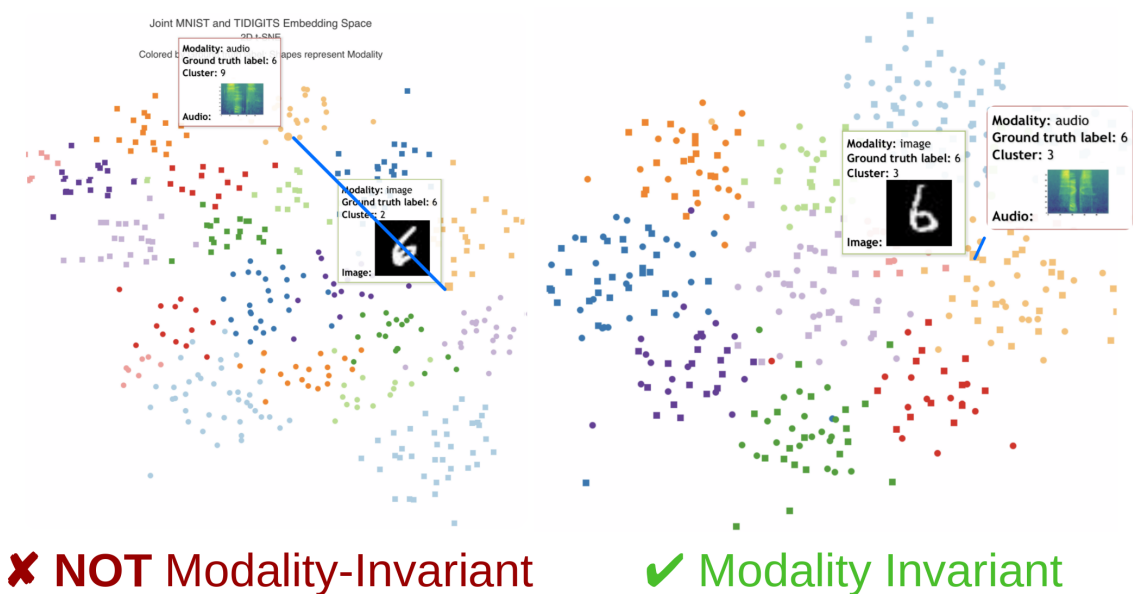 Joint MNIST and TIDIGITS Embedding Space
2D t-SNE
Colored b
Shapes represent Modality
Modality: audio
Ground truth label: 6
Cluster: 9
Audio:
Modality: image
Ground truth label: 6
Cluster: 2
Image:
Modality: image
Ground truth label: 6
Cluster: 3
Image:
Modality: audio
Ground truth label: 6
Cluster: 3
Audio:
✘ NOT Modality-Invariant
✔ Modality Invariant